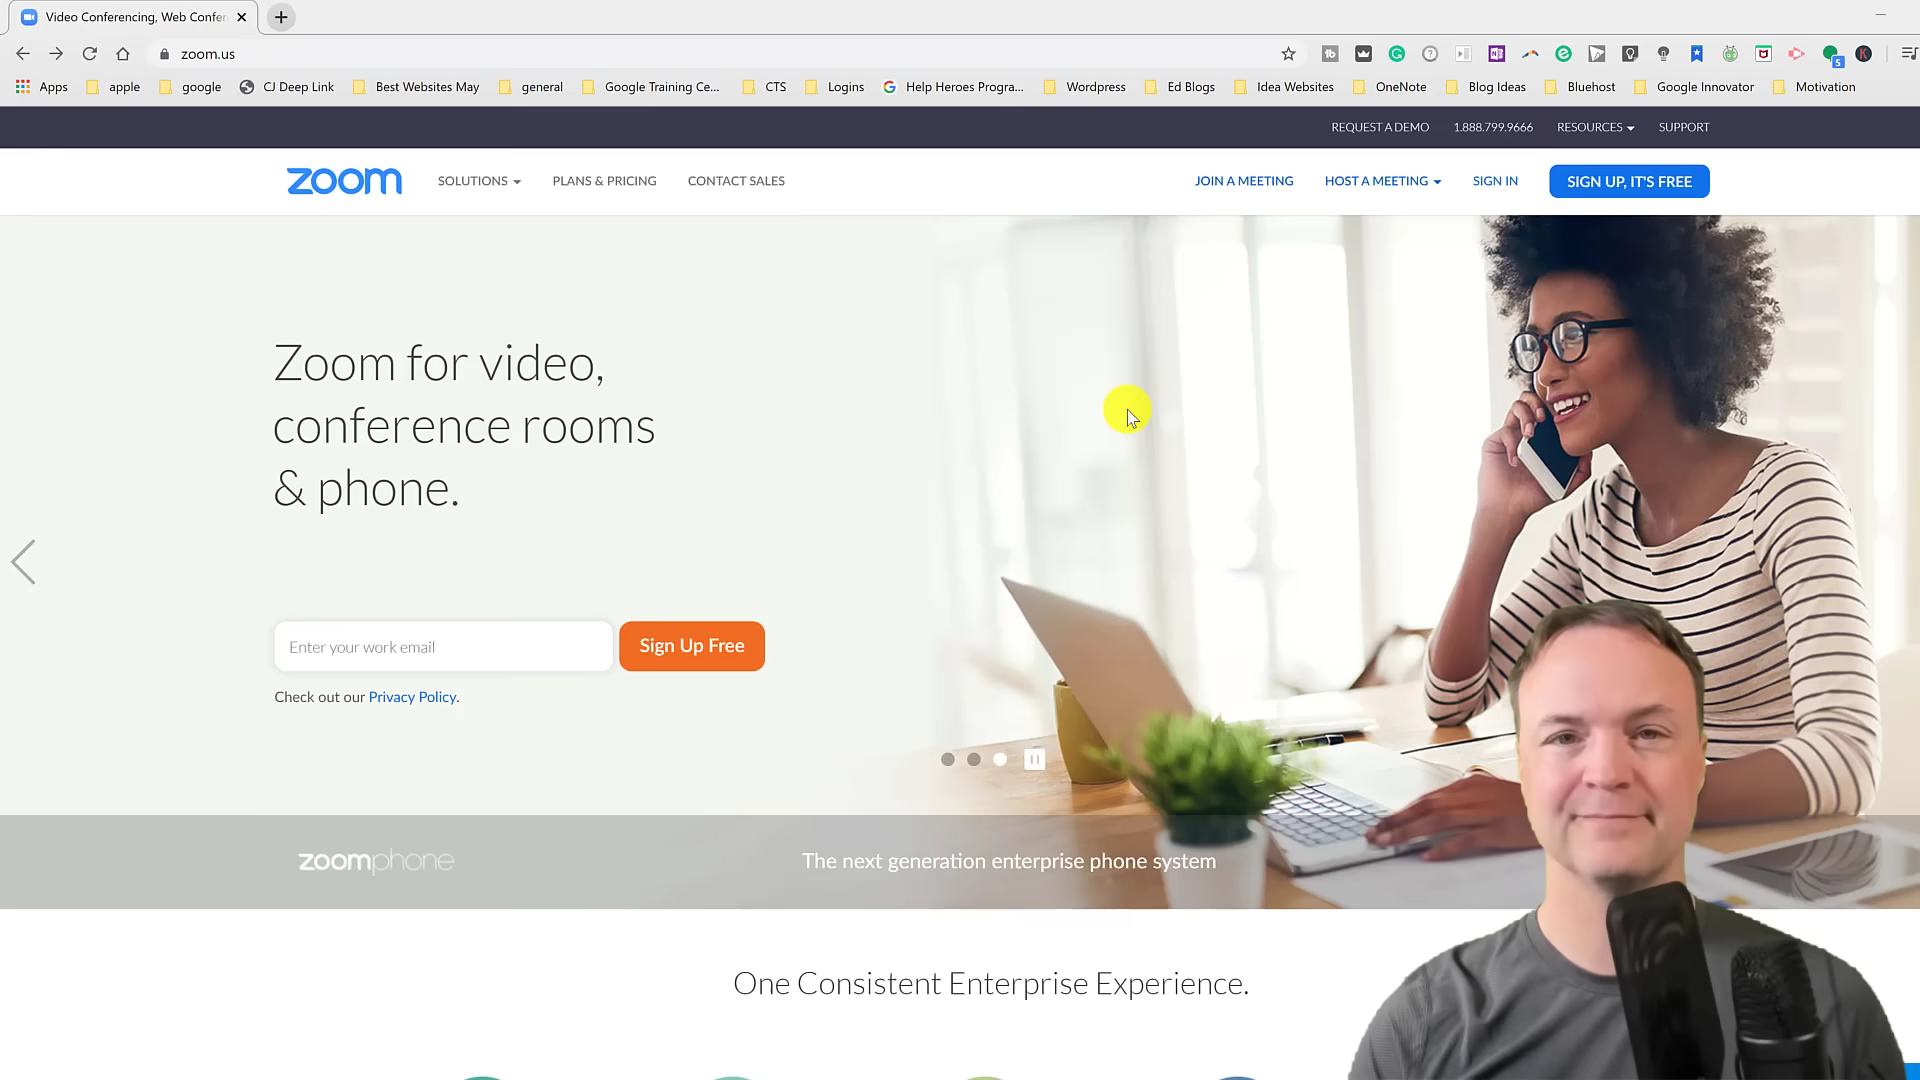 Video Conferencing, Web Confer
zoom.us
Apps apple google CJ Deep Link Best Websites May general Google Training Ce... CTS Logins Help Heroes Progra... Wordpress Ed Blogs Idea Websites OneNote Blog Ideas Bluehost Google Innovator Motivation
REQUEST A DEMO 1.888.799.9666 RESOURCES SUPPORT
zoom SOLUTIONS PLANS & PRICING CONTACT SALES JOIN A MEETING HOST A MEETING SIGN IN SIGN UP, IT'S FREE
Zoom for video,
conference rooms
& phone.
Enter your work email Sign Up Free
Check out our Privacy Policy.
zoomphone The next generation enterprise phone system
One Consistent Enterprise Experience.